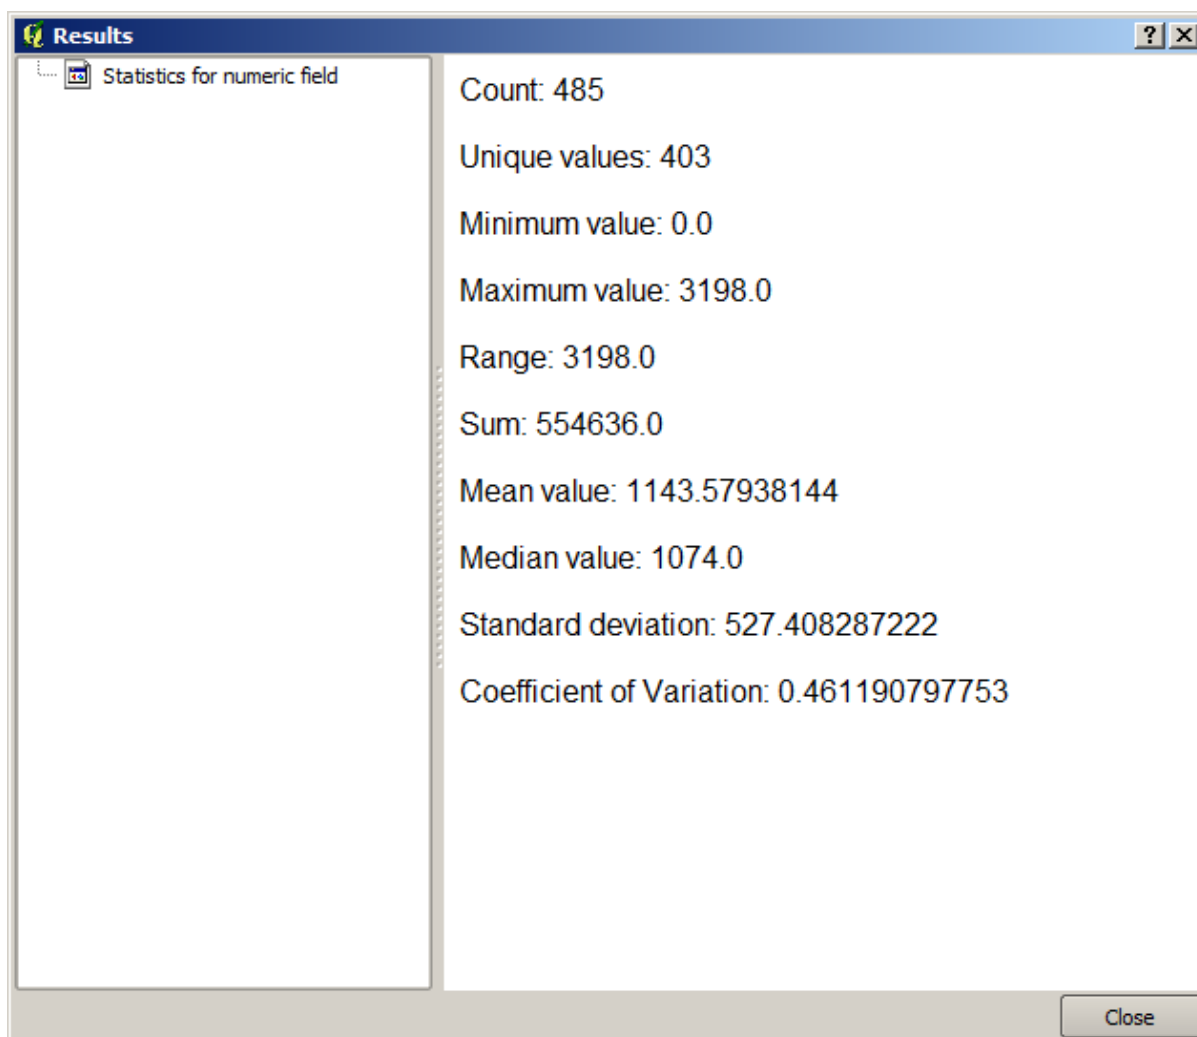 Results
Statistics for numeric field
Count: 485
Unique values: 403
Minimum value: 0.0
Maximum value: 3198.0
Range: 3198.0
Sum: 554636.0
Mean value: 1143.57938144
Median value: 1074.0
Standard deviation: 527.408287222
Coefficient of Variation: 0.461190797753
Close